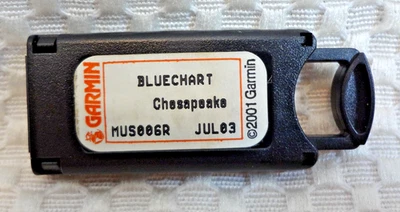 GARMIN
BLUECHART
Chesapeake
MUS006R JUL03
©2001 Garmin